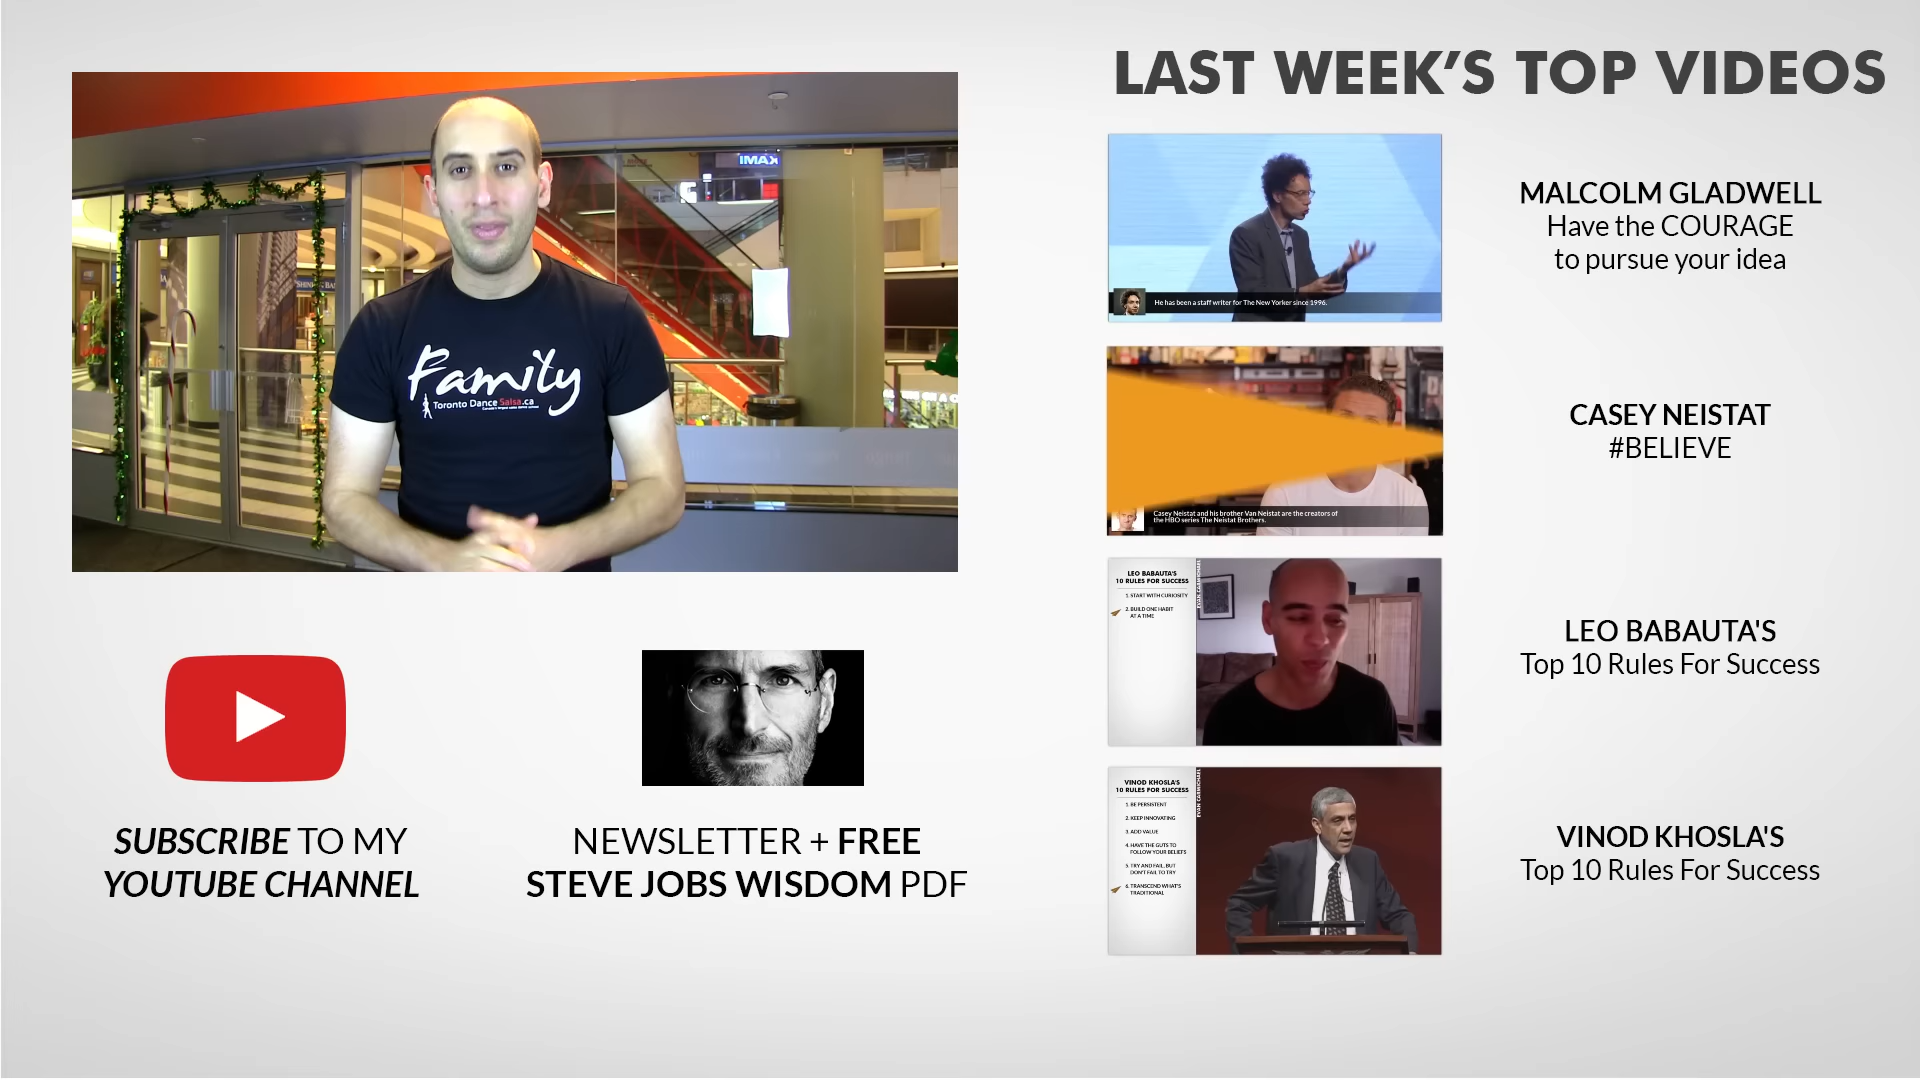 LAST WEEK'S TOP VIDEOS
IMAX
Family
Toronto Dance Salsa.ca
SUBSCRIBE TO MY
YOUTUBE CHANNEL
NEWSLETTER + FREE
STEVE JOBS WISDOM PDF
He has been a staff writer for The New Yorker since 1996.
MALCOLM GLADWELL
Have the COURAGE
to pursue your idea
Casey Neistat and his brother Van Neistat are the creators of
the HBO series The Neistat Brothers.
CASEY NEISTAT
#BELIEVE
LEO BABAUTA'S
10 RULES FOR SUCCESS
1. START WITH CURIOSITY
2. BUILD ONE HABIT
AT A TIME
EVAN CARMICHAEL
LEO BABAUTA'S
Top 10 Rules For Success
VINOD KHOSLA'S
10 RULES FOR SUCCESS
1. BE PERSISTENT
2. KEEP INNOVATING
3. ADD VALUE
4. HAVE THE GUTS TO
FOLLOW YOUR BELIEFS
5. TRY AND FAIL, BUT
DON'T FAIL TO TRY
6. TRANSCEND WHAT'S
TRADITIONAL
EVAN CARMICHAEL
VINOD KHOSLA'S
Top 10 Rules For Success